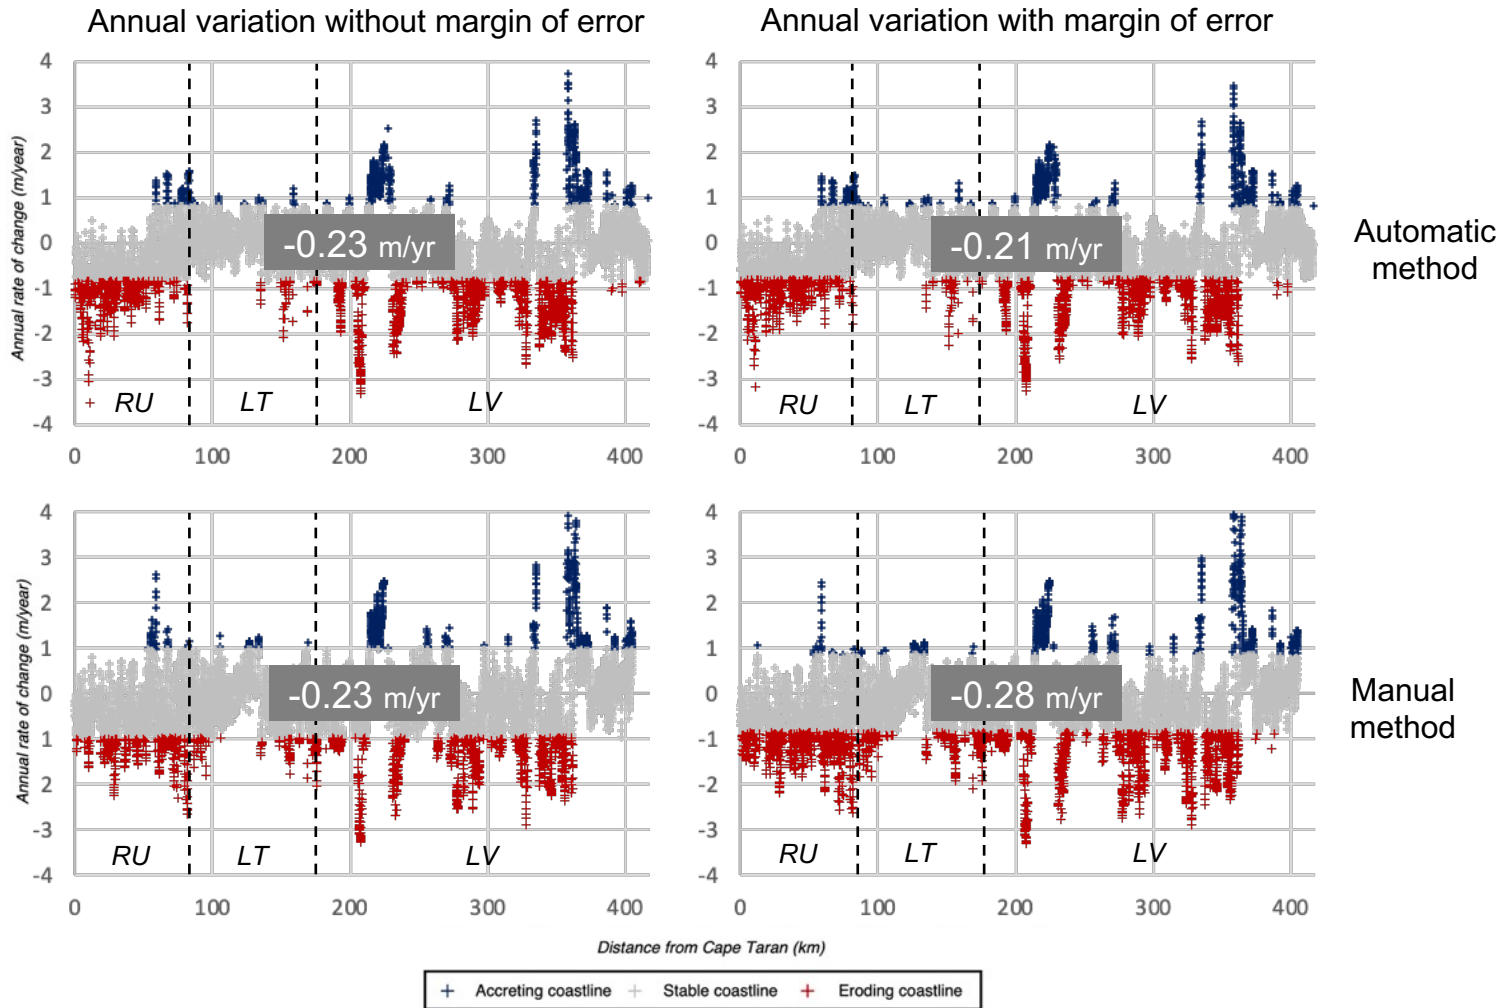 Annual variation without margin of error
Annual variation with margin of error
Annual rate of change (m/year)
4
3
2
1
0
-1
-2
-3
-4
-0.23 m/yr
RU
LT
LV
0
100
200
300
400
4
3
2
1
0
-1
-2
-3
-4
-0.21 m/yr
RU
LT
LV
0
100
200
300
400
Automatic
method
Annual rate of change (m/year)
4
3
2
1
0
-1
-2
-3
-4
-0.23 m/yr
RU
LT
LV
0
100
200
300
400
4
3
2
1
0
-1
-2
-3
-4
-0.28 m/yr
RU
LT
LV
0
100
200
300
400
Manual
method
Distance from Cape Taran (km)
Accreting coastline
Stable coastline
Eroding coastline